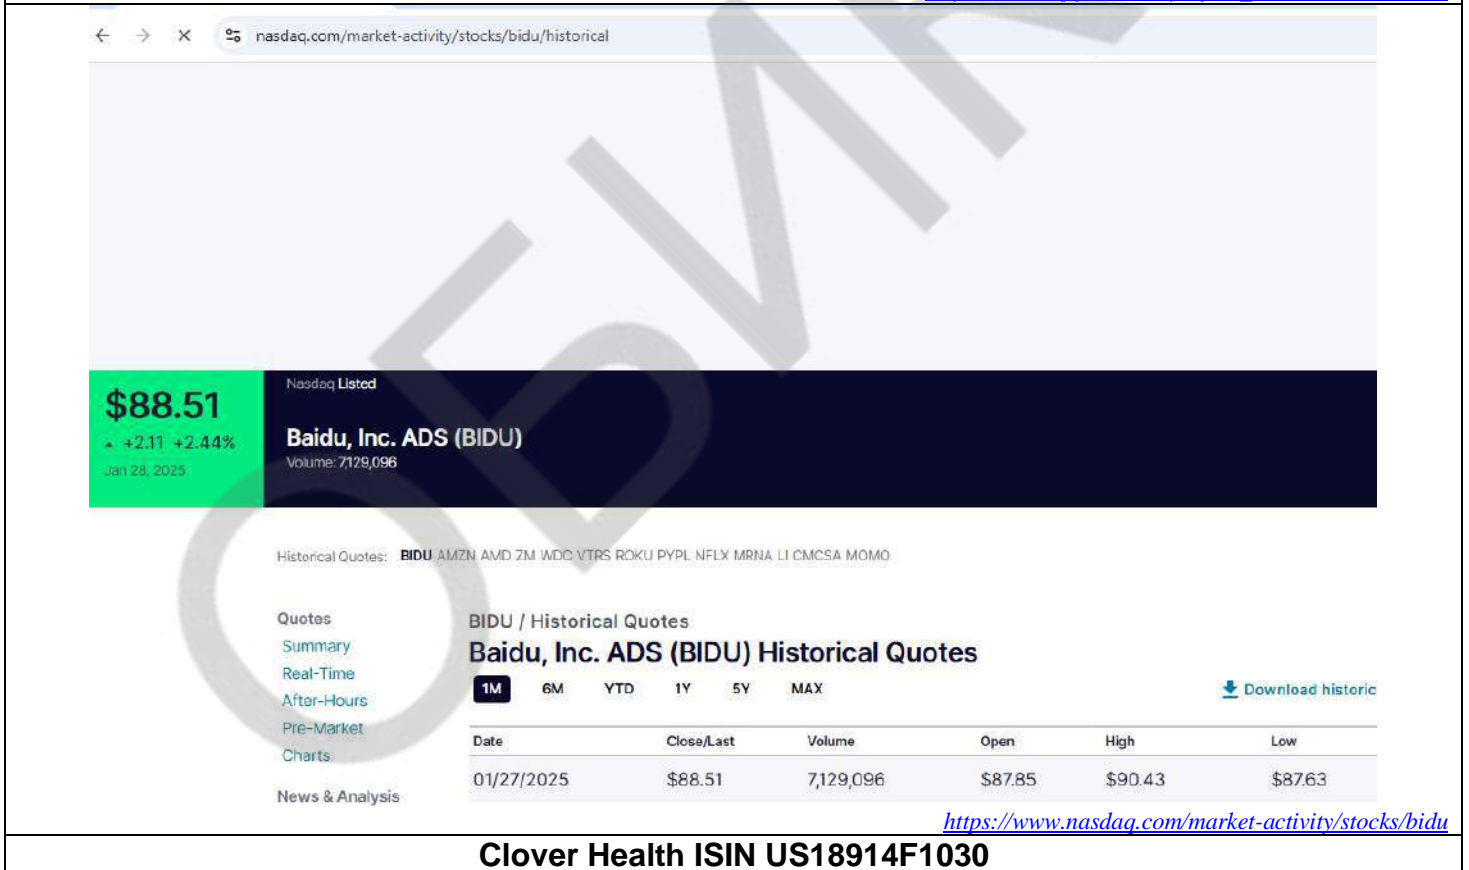 nasdaq.com/market-activity/stocks/bidu/historical
$88.51
+2.11 +2.44%
Jan 28, 2025
Nasdaq Listed
Baidu, Inc. ADS (BIDU)
Volume: 7,129,096
Historical Quotes: BIDU AMZN AMD ZM WDC VTRS ROKU PYPL NFLX MRNA LI CMCSA MOMO
Quotes
Summary
Real-Time
After-Hours
Pre-Market
Charts
News & Analysis
BIDU / Historical Quotes
Baidu, Inc. ADS (BIDU) Historical Quotes
1M 6M YTD 1Y 5Y MAX
Download historic
Date Close/Last Volume Open High Low
01/27/2025 $88.51 7,129,096 $87.85 $90.43 $87.63
https://www.nasdaq.com/market-activity/stocks/bidu
Clover Health ISIN US18914F1030